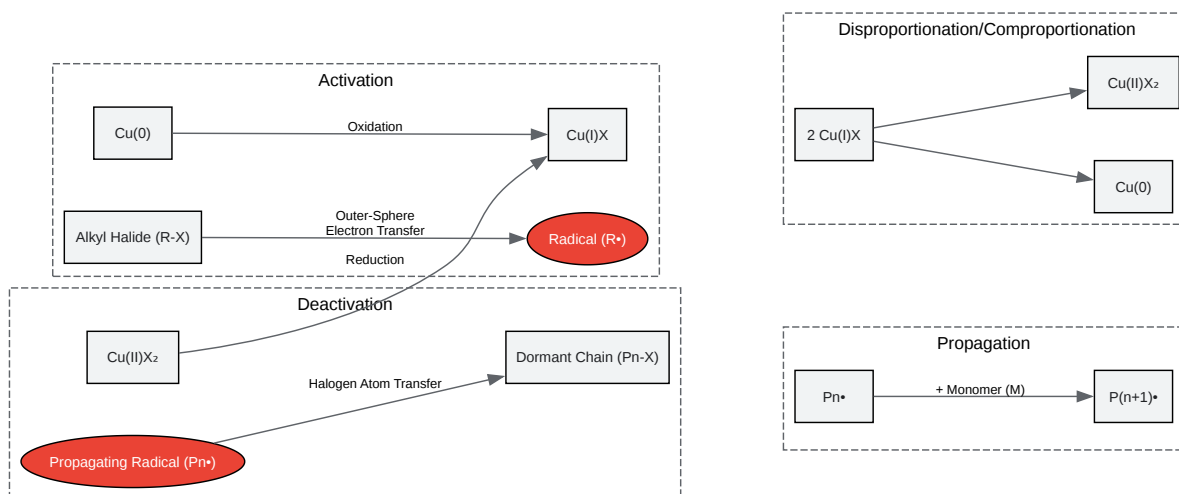 Disproportionation/Comproportionation
Cu(II)X₂
2 Cu(I)X
Cu(0)
Activation
Cu(0)
Oxidation
Cu(I)X
Alkyl Halide (R-X)
Outer-Sphere
Electron Transfer
Radical (R•)
Reduction
Deactivation
Cu(II)X₂
Dormant Chain (Pn-X)
Halogen Atom Transfer
Propagating Radical (Pn•)
Propagation
Pn•
+ Monomer (M)
P(n+1)•